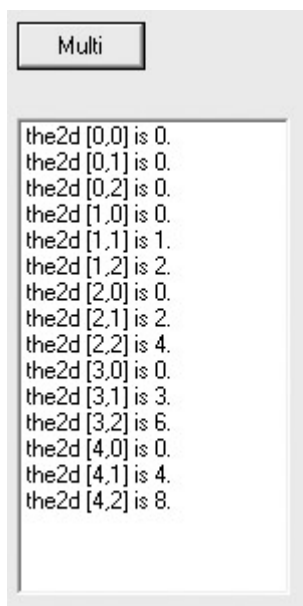 Multi
the2d [0,0] is 0.
the2d [0,1] is 0.
the2d [0,2] is 0.
the2d [1,0] is 0.
the2d [1,1] is 1.
the2d [1,2] is 2.
the2d [2,0] is 0.
the2d [2,1] is 2.
the2d [2,2] is 4.
the2d [3,0] is 0.
the2d [3,1] is 3.
the2d [3,2] is 6.
the2d [4,0] is 0.
the2d [4,1] is 4.
the2d [4,2] is 8.